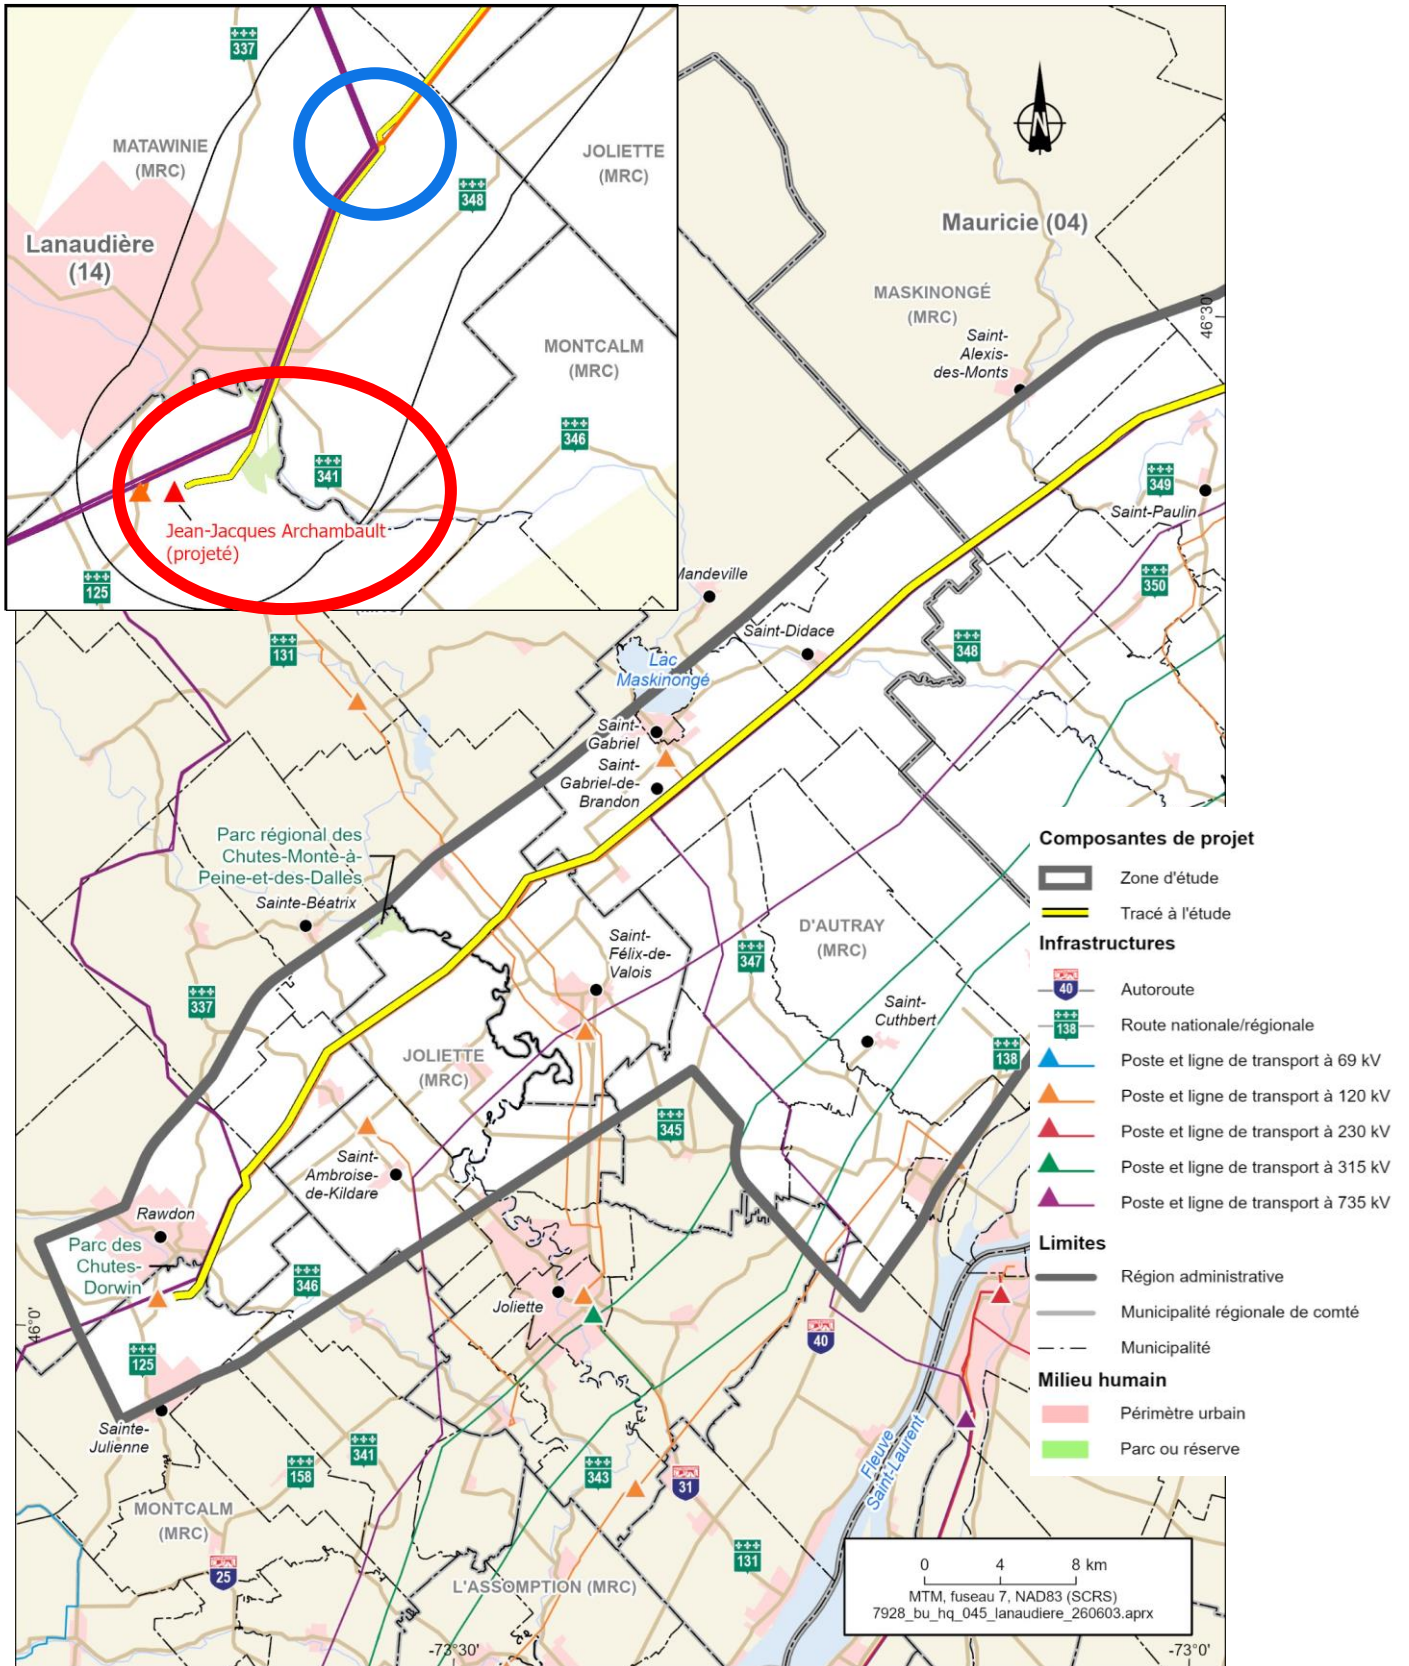 337
MATAWINIE
(MRC)
JOLIETTE
(MRC)
348
Lanaudière
(14)
MONTCALM
(MRC)
346
341
Jean-Jacques Archambault
(projeté)
125
N
Mauricie (04)
MASKINONGÉ
(MRC)
46°30'
Saint-
Alexis-
des-Monts
349
Saint-Paulin
350
Mandeville
131
Saint-Didace
348
Lac
Maskinongé
Saint-
Gabriel
Saint-
Gabriel-de-
Brandon
Parc régional des
Chutes-Monte-à-
Peine-et-des-Dalles
Sainte-Béatrix
Saint-
Félix-de-
Valois
D'AUTRAY
(MRC)
347
337
Saint-
Cuthbert
138
JOLIETTE
(MRC)
345
Saint-
Ambroise-
de-Kildare
Rawdon
Parc des
Chutes-
Dorwin
346
Joliette
46°0'
125
40
Sainte-
Julienne
341
158
343
31
Fleuve
Saint-Laurent
MONTCALM
(MRC)
25
131
L'ASSOMPTION (MRC)
-73°30'
-73°0'
Composantes de projet
Zone d'étude
Tracé à l'étude
Infrastructures
40
Autoroute
138
Route nationale/régionale
Poste et ligne de transport à 69 kV
Poste et ligne de transport à 120 kV
Poste et ligne de transport à 230 kV
Poste et ligne de transport à 315 kV
Poste et ligne de transport à 735 kV
Limites
Région administrative
Municipalité régionale de comté
Municipalité
Milieu humain
Périmètre urbain
Parc ou réserve
0 4 8 km
MTM, fuseau 7, NAD83 (SCRS)
7928_bu_hq_045_lanaudiere_260603.aprx